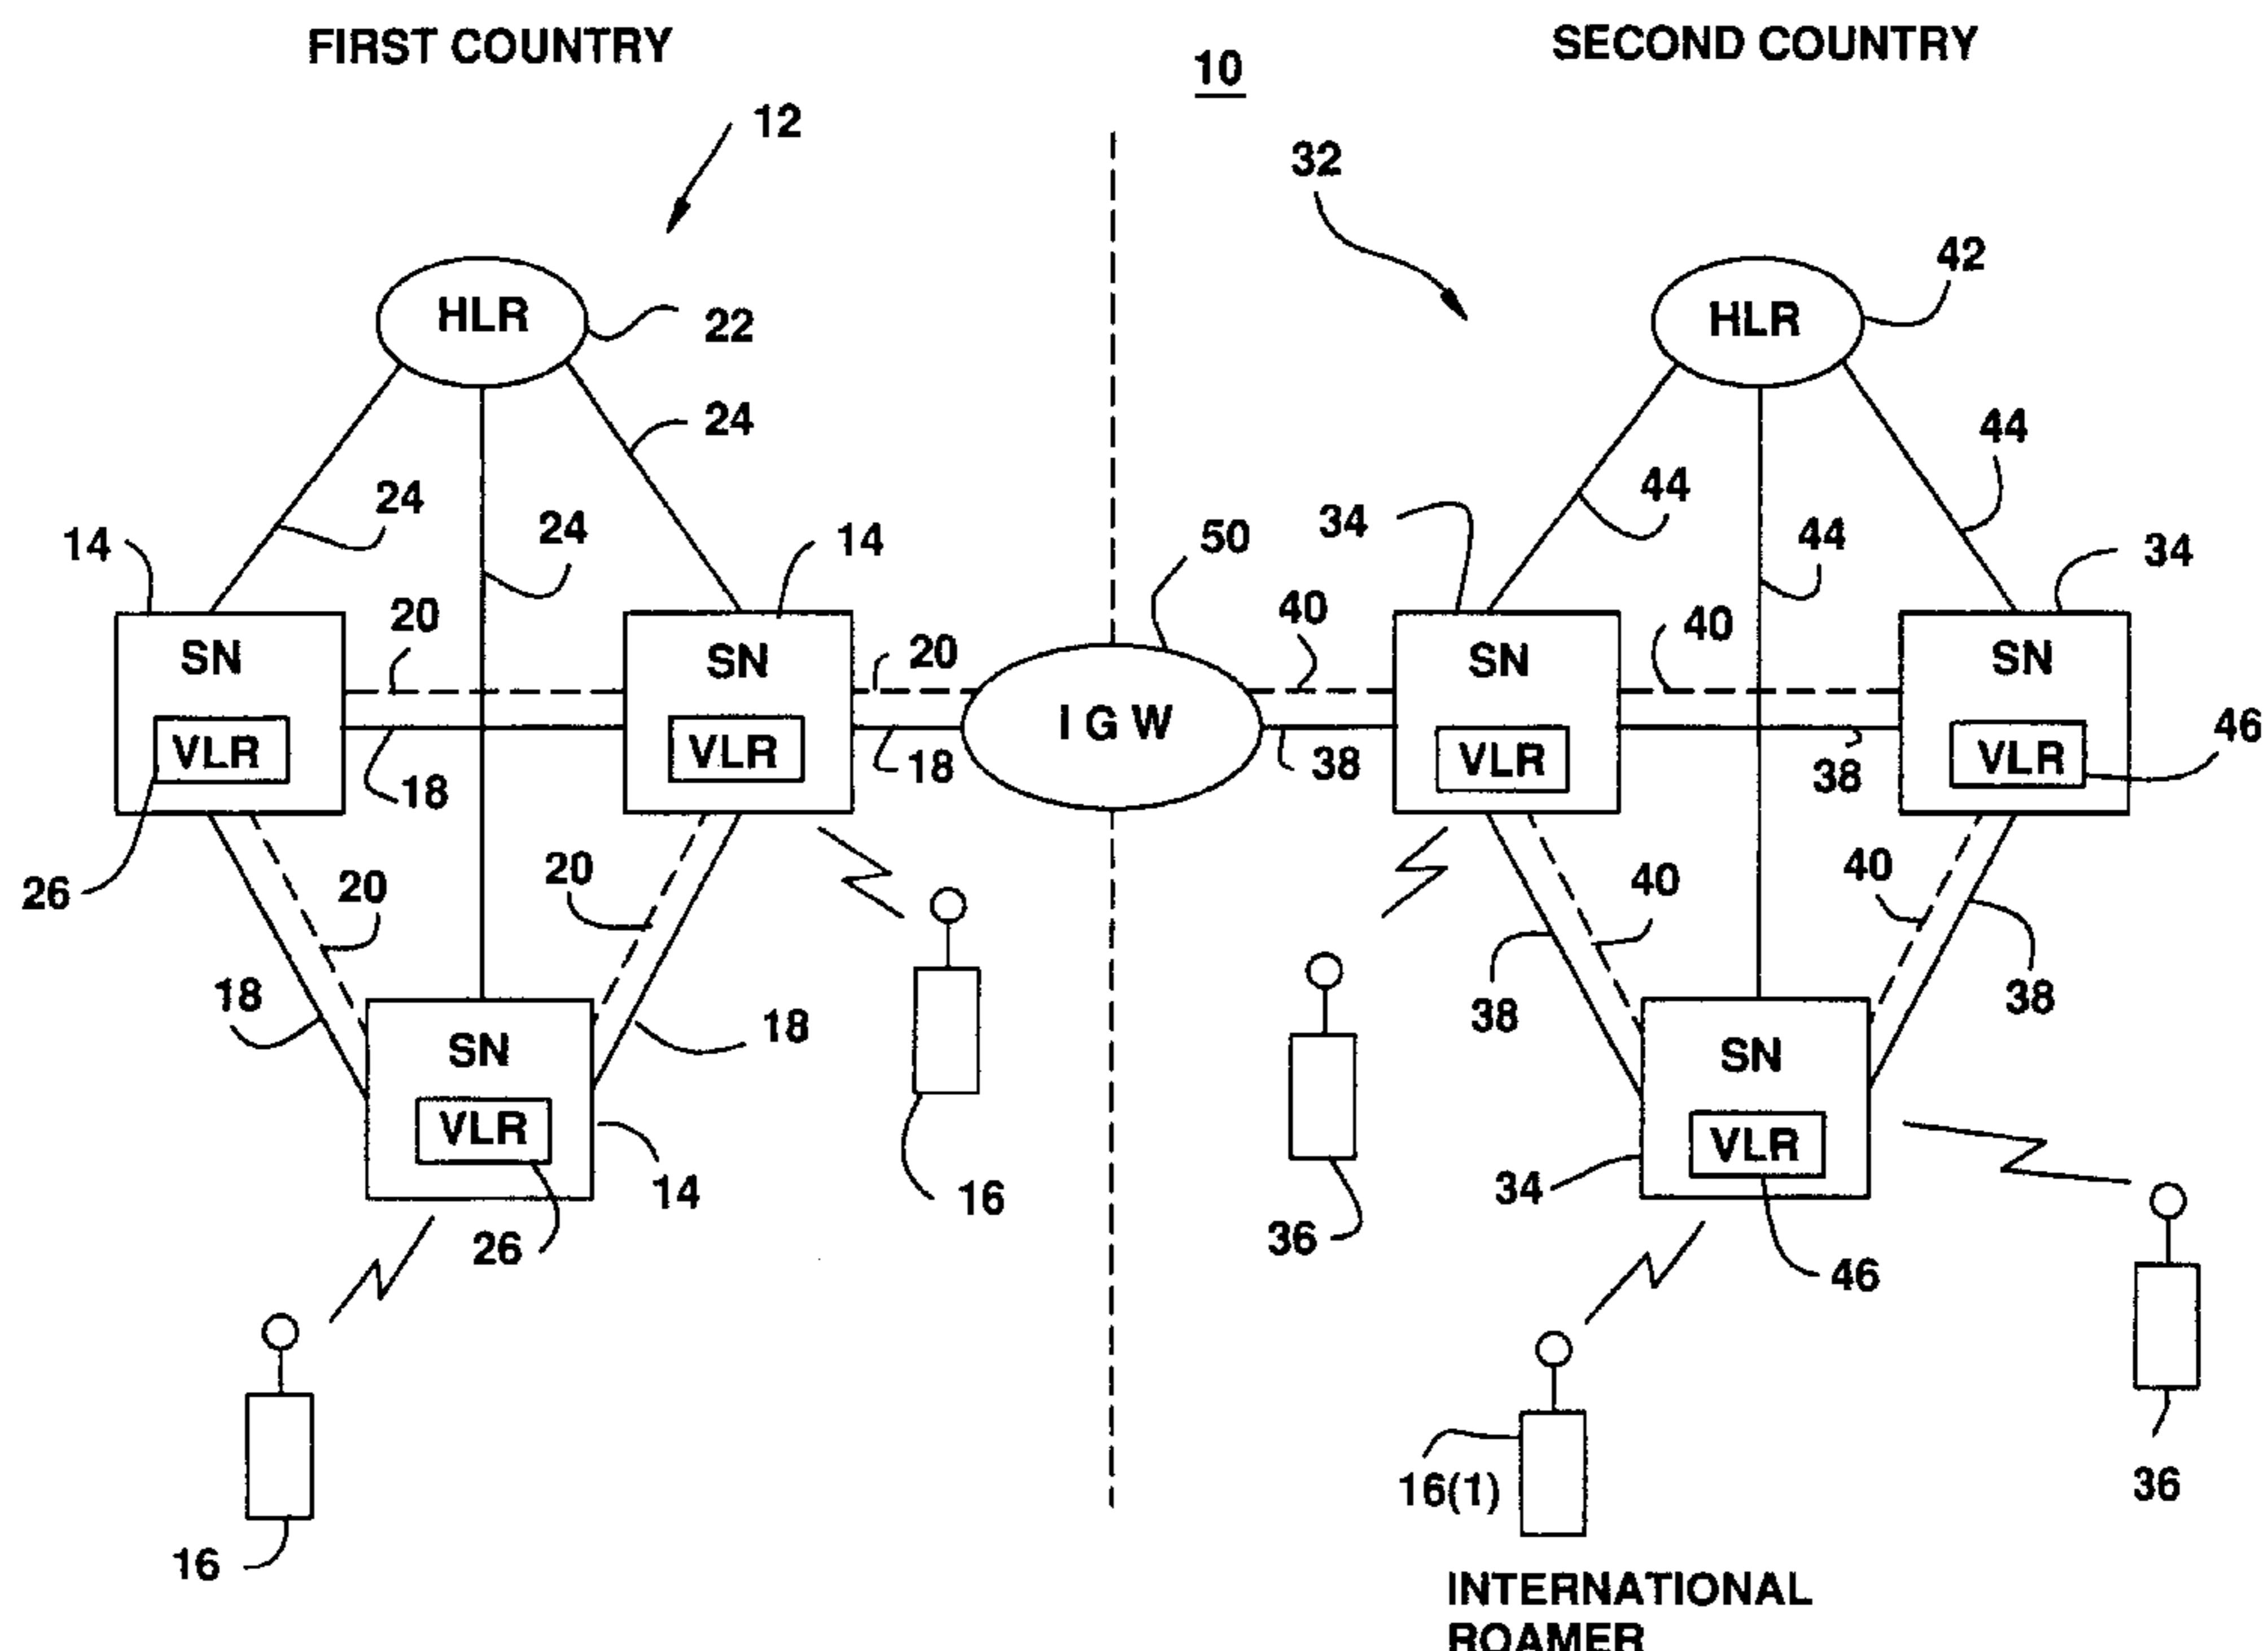 FIRST COUNTRY
10
SECOND COUNTRY
12
32
HLR
22
HLR
42
24
24
24
44
44
44
14
14
34
34
50
SN
20
SN
20
IGW
40
SN
40
SN
VLR
18
VLR
18
38
VLR
38
VLR
46
26
20
20
40
40
18
18
38
38
SN
VLR
14
26
16
36
SN
VLR
34
46
16
16(1)
36
INTERNATIONAL
ROAMER